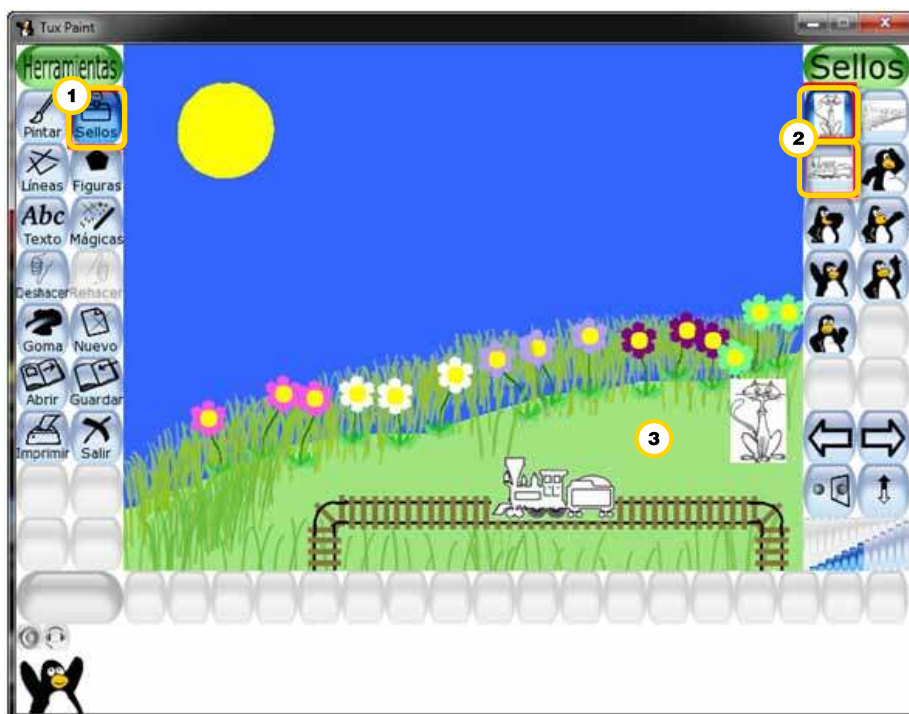 Tux Paint
Herramientas
Sellos
1
Pintar
Sellos
2
Líneas
Figuras
Abc
Texto
Mágicas
Deshacer
Rehacer
Goma
Nuevo
Abrir
Guardar
3
Imprimir
Salir